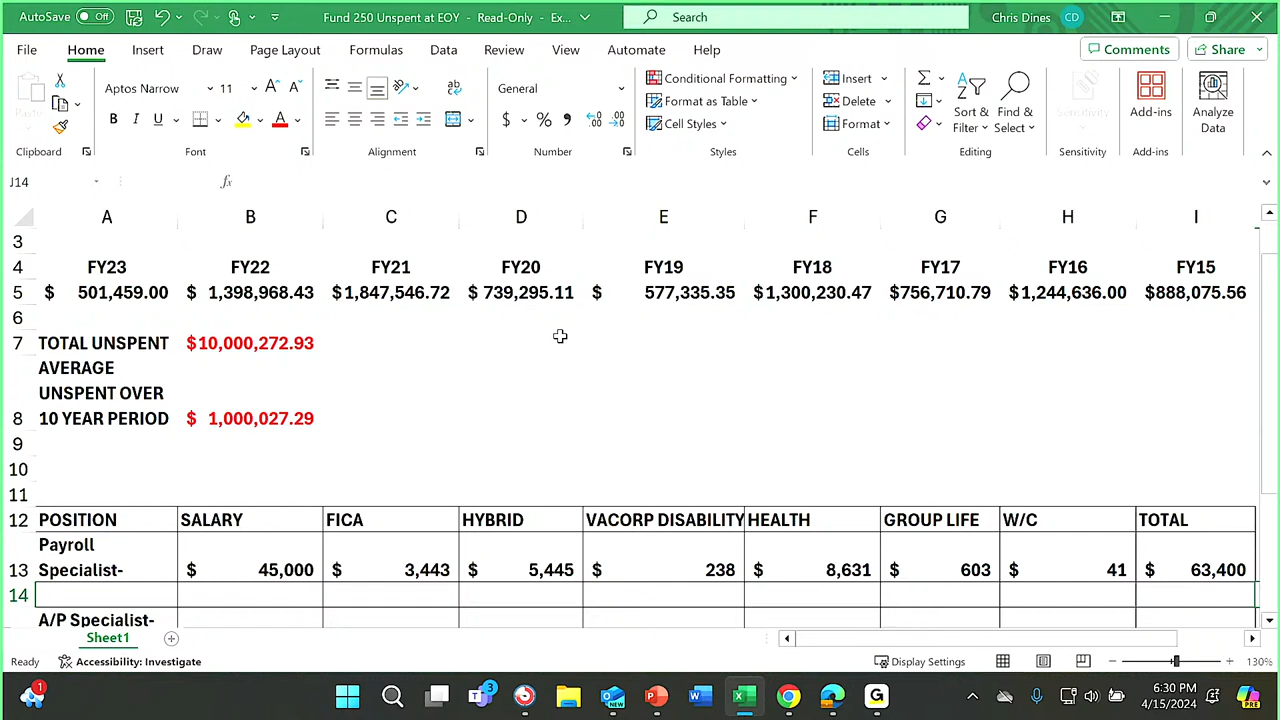 AutoSave Off Fund 250 Unspent at EOY - Read-Only - Ex... Search Chris Dines CD
File Home Insert Draw Page Layout Formulas Data Review View Automate Help Comments Share
Aptos Narrow 11 General Conditional Formatting Insert
Paste B I U Format as Table Delete Sort & Filter Find & Select Sensitivity Add-ins Analyze Data
Cell Styles Format
Clipboard Font Alignment Number Styles Cells Editing Sensitivity Add-ins
J14 fx
A B C D E F G H I
3
4 FY23 FY22 FY21 FY20 FY19 FY18 FY17 FY16 FY15
5 $ 501,459.00 $ 1,398,968.43 $1,847,546.72 $ 739,295.11 $ 577,335.35 $1,300,230.47 $756,710.79 $1,244,636.00 $888,075.56
6
7 TOTAL UNSPENT $10,000,272.93
AVERAGE
UNSPENT OVER
8 10 YEAR PERIOD $ 1,000,027.29
9
10
11
12 POSITION SALARY FICA HYBRID VACORP DISABILITY HEALTH GROUP LIFE W/C TOTAL
Payroll
13 Specialist- $ 45,000 $ 3,443 $ 5,445 $ 238 $ 8,631 $ 603 $ 41 $ 63,400
14
A/P Specialist-
Sheet1
Ready Accessibility: Investigate Display Settings 130%
1 3 NEW 6:30 PM PRE
4/15/2024